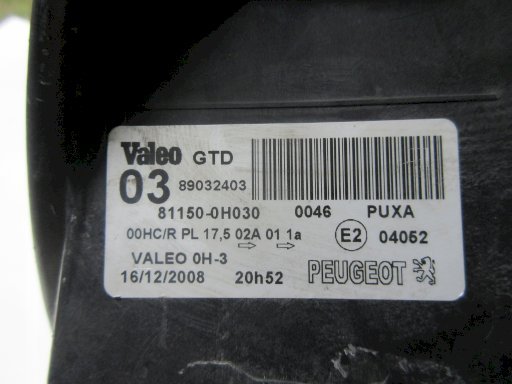 Valeo GTD
03 89032403
81150-0H030 0046 PUXA
00HC/R PL 17,5 02A 01 1a E2 04052
VALEO 0H-3
16/12/2008 20h52 PEUGEOT